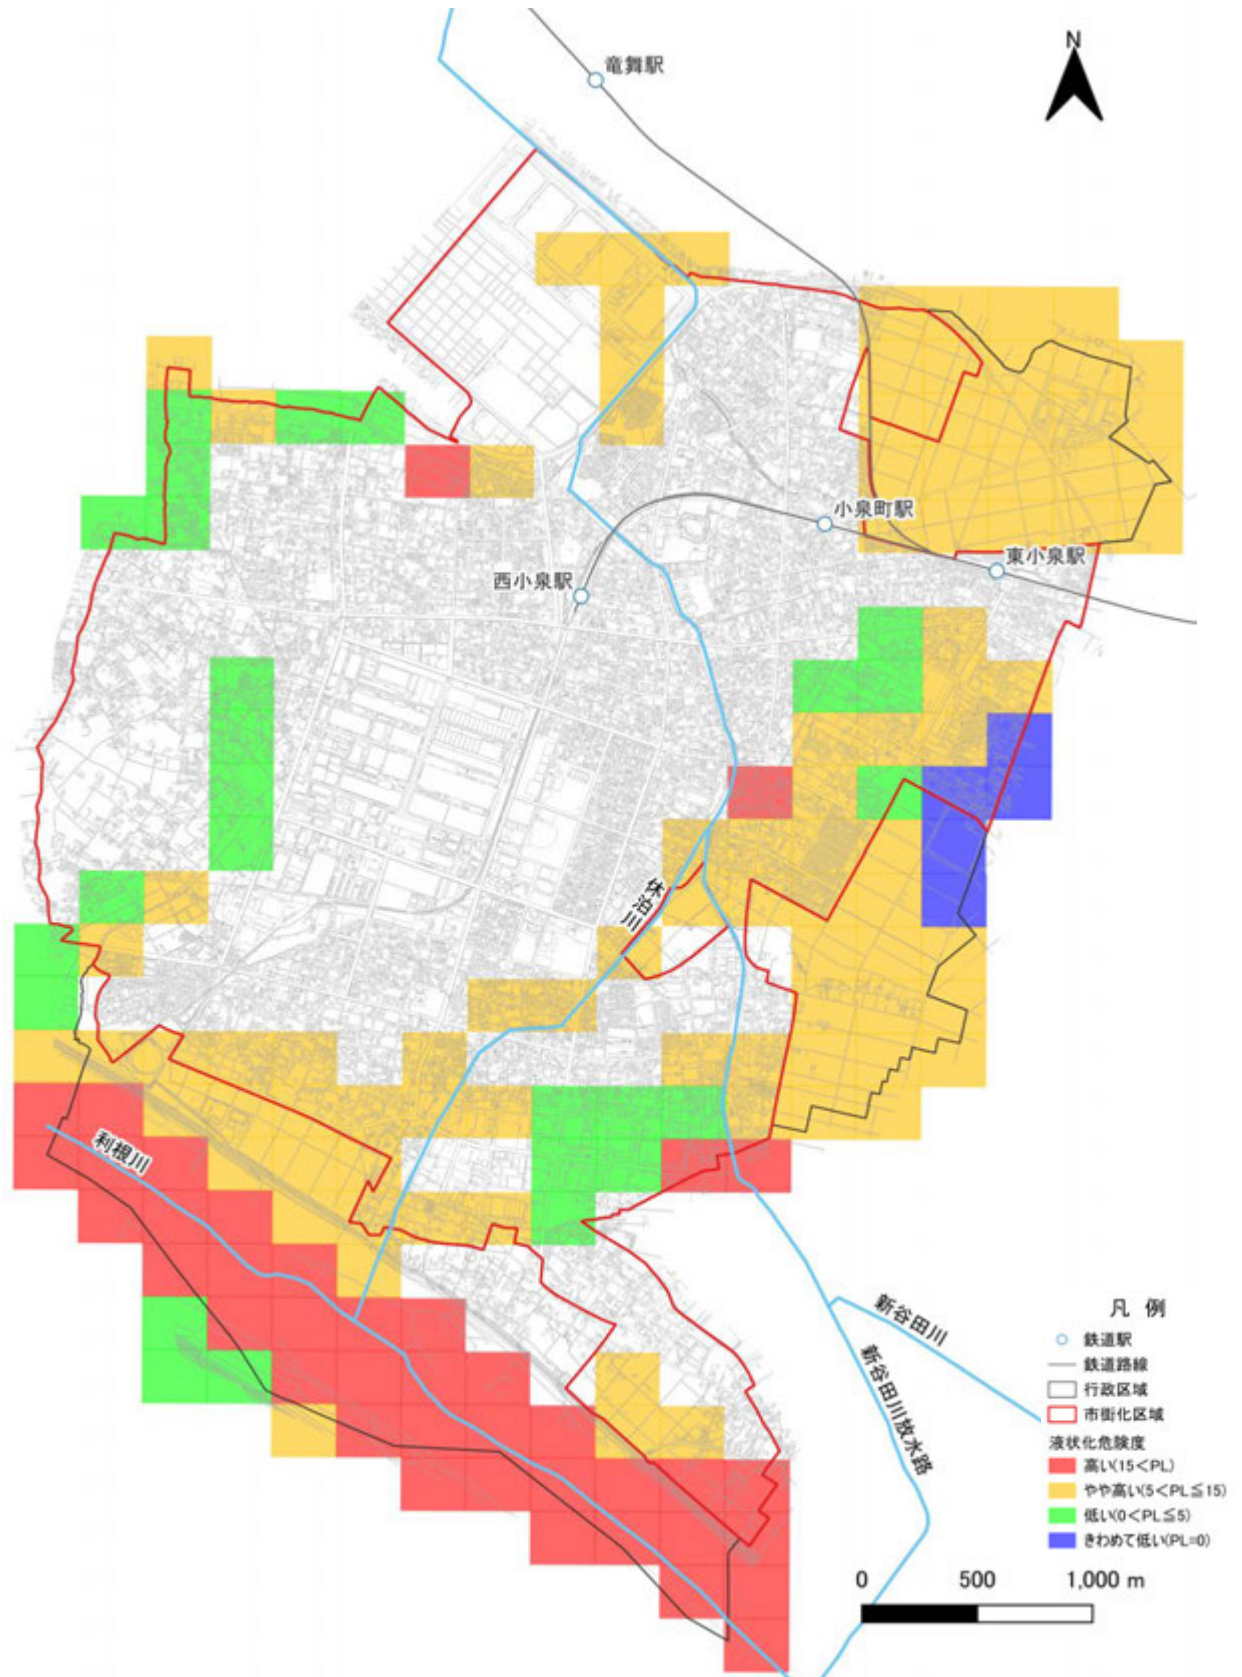 N
竜舞駅
小泉町駅
東小泉駅
西小泉駅
休泊川
利根川
新谷田川
新谷田川放水路
凡 例
鉄道駅
鉄道路線
行政区域
市街化区域
液状化危険度
高い(15<PL)
やや高い(5<PL≦15)
低い(0<PL≦5)
きわめて低い(PL=0)
0 500 1,000 m